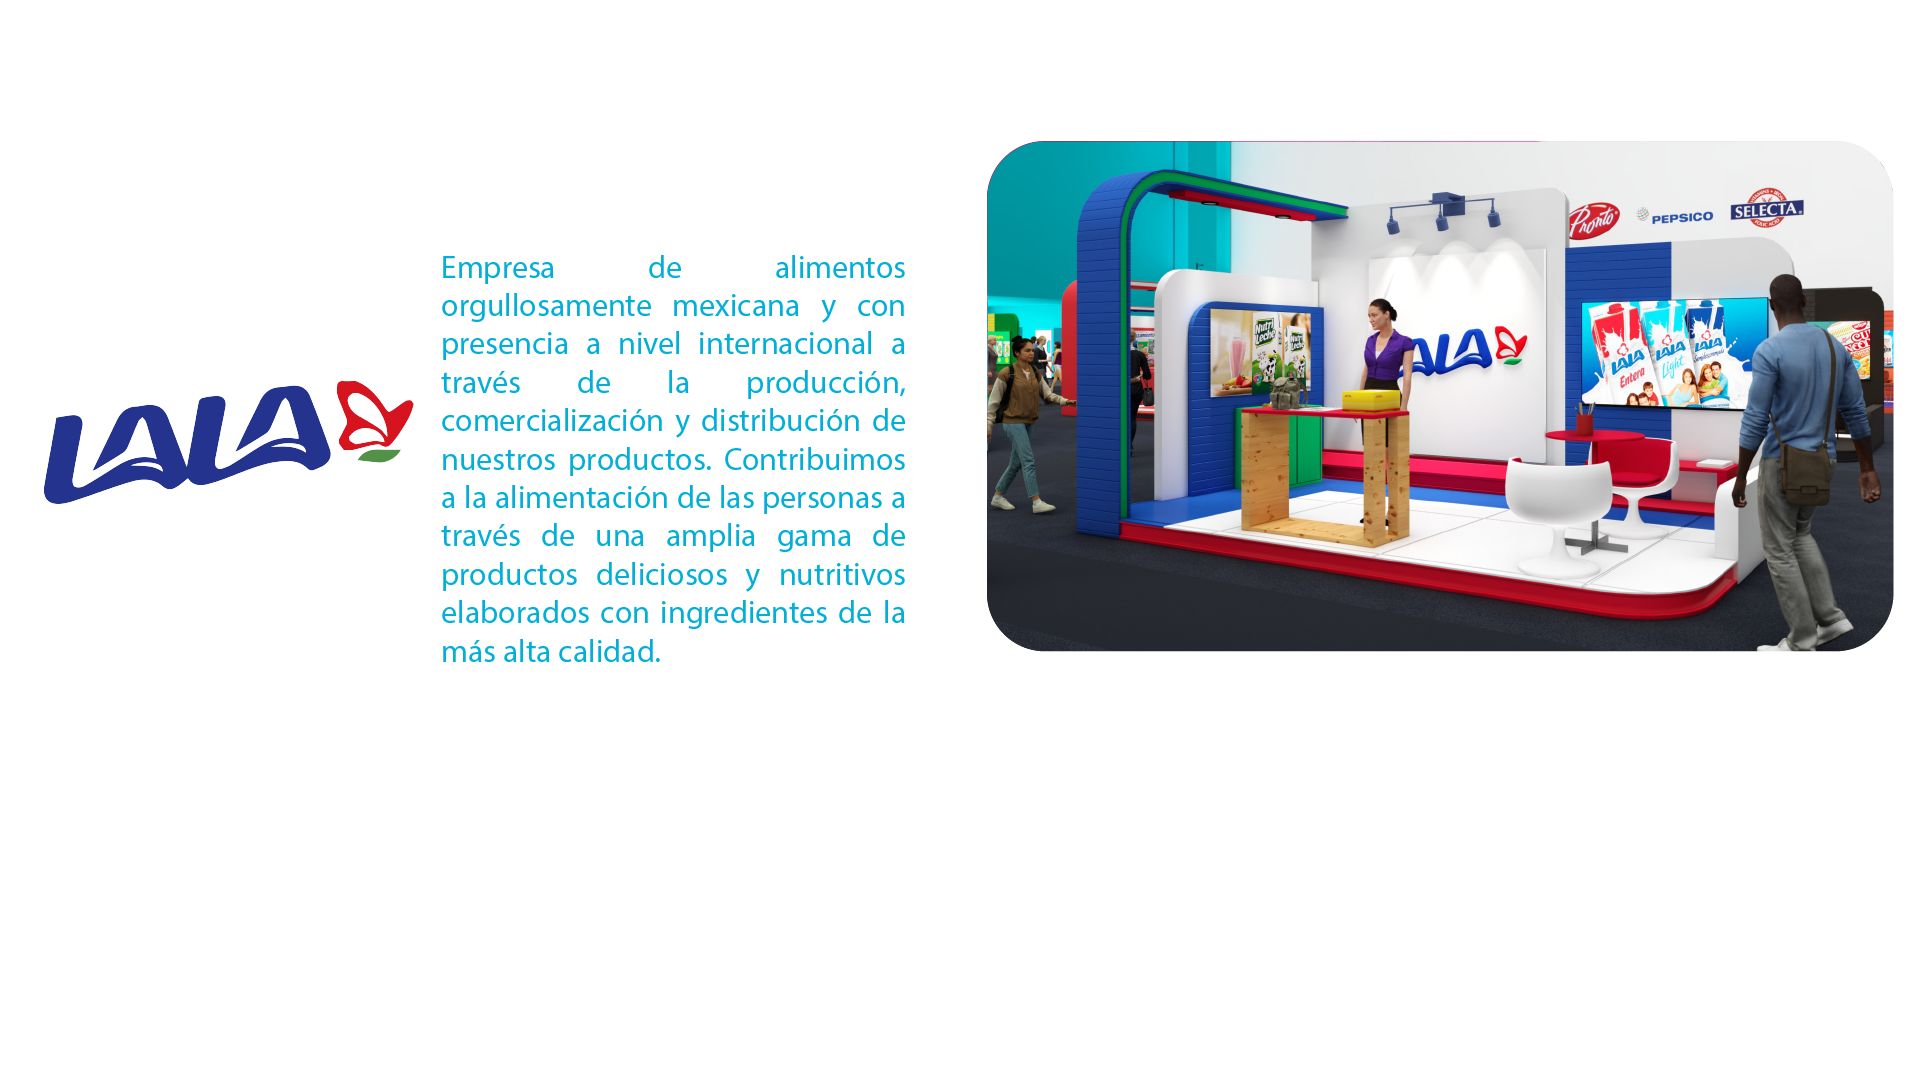 LALA
Empresa de alimentos
orgullosamente mexicana y con
presencia a nivel internacional a
través de la producción,
comercialización y distribución de
nuestros productos. Contribuimos
a la alimentación de las personas a
través de una amplia gama de
productos deliciosos y nutritivos
elaborados con ingredientes de la
más alta calidad.
Pronto
PEPSICO
SELECTA
Nutri
Leche
Nutri
Leche
LALA
LALA
Entera
LALA
Light
LALA